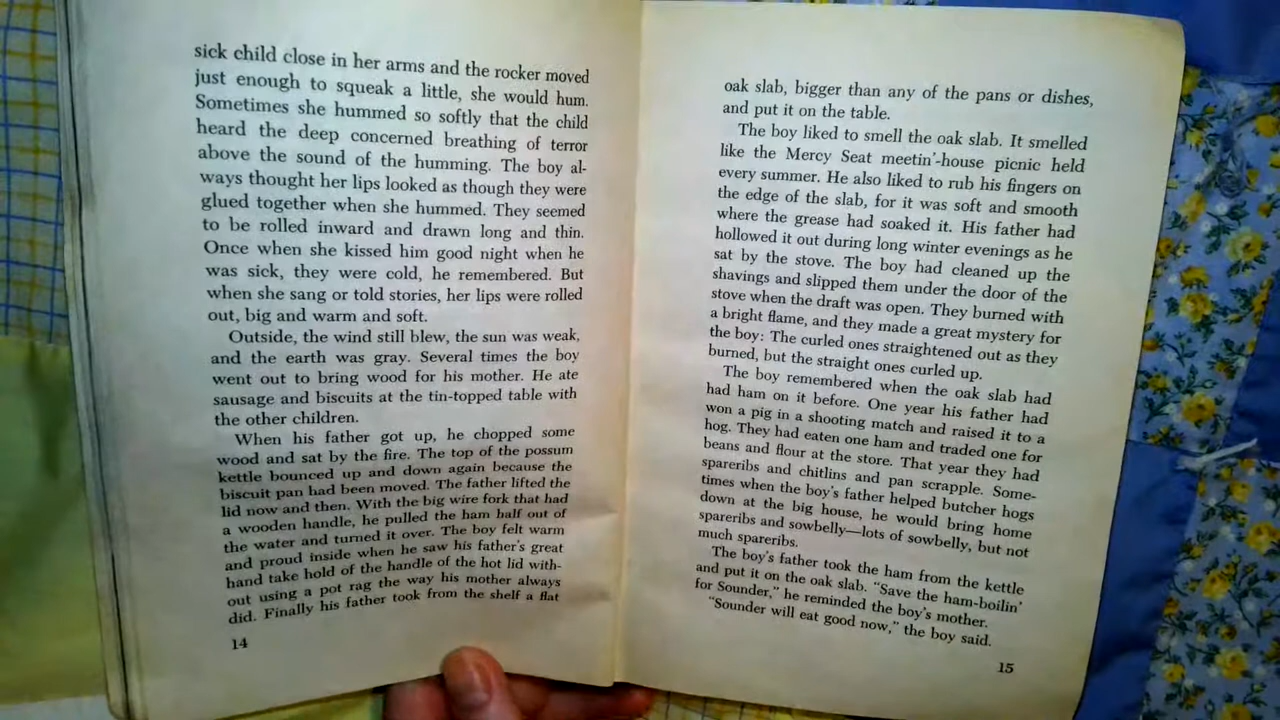 sick child close in her arms and the rocker moved
just enough to squeak a little, she would hum.
Sometimes she hummed so softly that the child
heard the deep concerned breathing of terror
above the sound of the humming. The boy al-
ways thought her lips looked as though they were
glued together when she hummed. They seemed
to be rolled inward and drawn long and thin.
Once when she kissed him good night when he
was sick, they were cold, he remembered. But
when she sang or told stories, her lips were rolled
out, big and warm and soft.
Outside, the wind still blew, the sun was weak,
and the earth was gray. Several times the boy
went out to bring wood for his mother. He ate
sausage and biscuits at the tin-topped table with
the other children.
When his father got up, he chopped some
wood and sat by the fire. The top of the possum
kettle bounced up and down again because the
biscuit pan had been moved. The father lifted the
lid now and then. With the big wire fork that had
a wooden handle, he pulled the ham half out of
the water and turned it over. The boy felt warm
and proud inside when he saw his father's great
hand take hold of the handle of the hot lid with-
out using a pot rag the way his mother always
did. Finally his father took from the shelf a flat
14
oak slab, bigger than any of the pans or dishes,
and put it on the table.
The boy liked to smell the oak slab. It smelled
like the Mercy Seat meetin'-house picnic held
every summer. He also liked to rub his fingers on
the edge of the slab, for it was soft and smooth
where the grease had soaked it. His father had
hollowed it out during long winter evenings as he
sat by the stove. The boy had cleaned up the
shavings and slipped them under the door of the
stove when the draft was open. They burned with
a bright flame, and they made a great mystery for
the boy: The curled ones straightened out as they
burned, but the straight ones curled up.
The boy remembered when the oak slab had
had ham on it before. One year his father had
won a pig in a shooting match and raised it to a
hog. They had eaten one ham and traded one for
beans and flour at the store. That year they had
spareribs and chitlins and pan scrapple. Some-
times when the boy's father helped butcher hogs
down at the big house, he would bring home
spareribs and sowbelly—lots of sowbelly, but not
much spareribs.
The boy's father took the ham from the kettle
and put it on the oak slab. "Save the ham-boilin'
for Sounder," he reminded the boy's mother.
"Sounder will eat good now," the boy said.
15